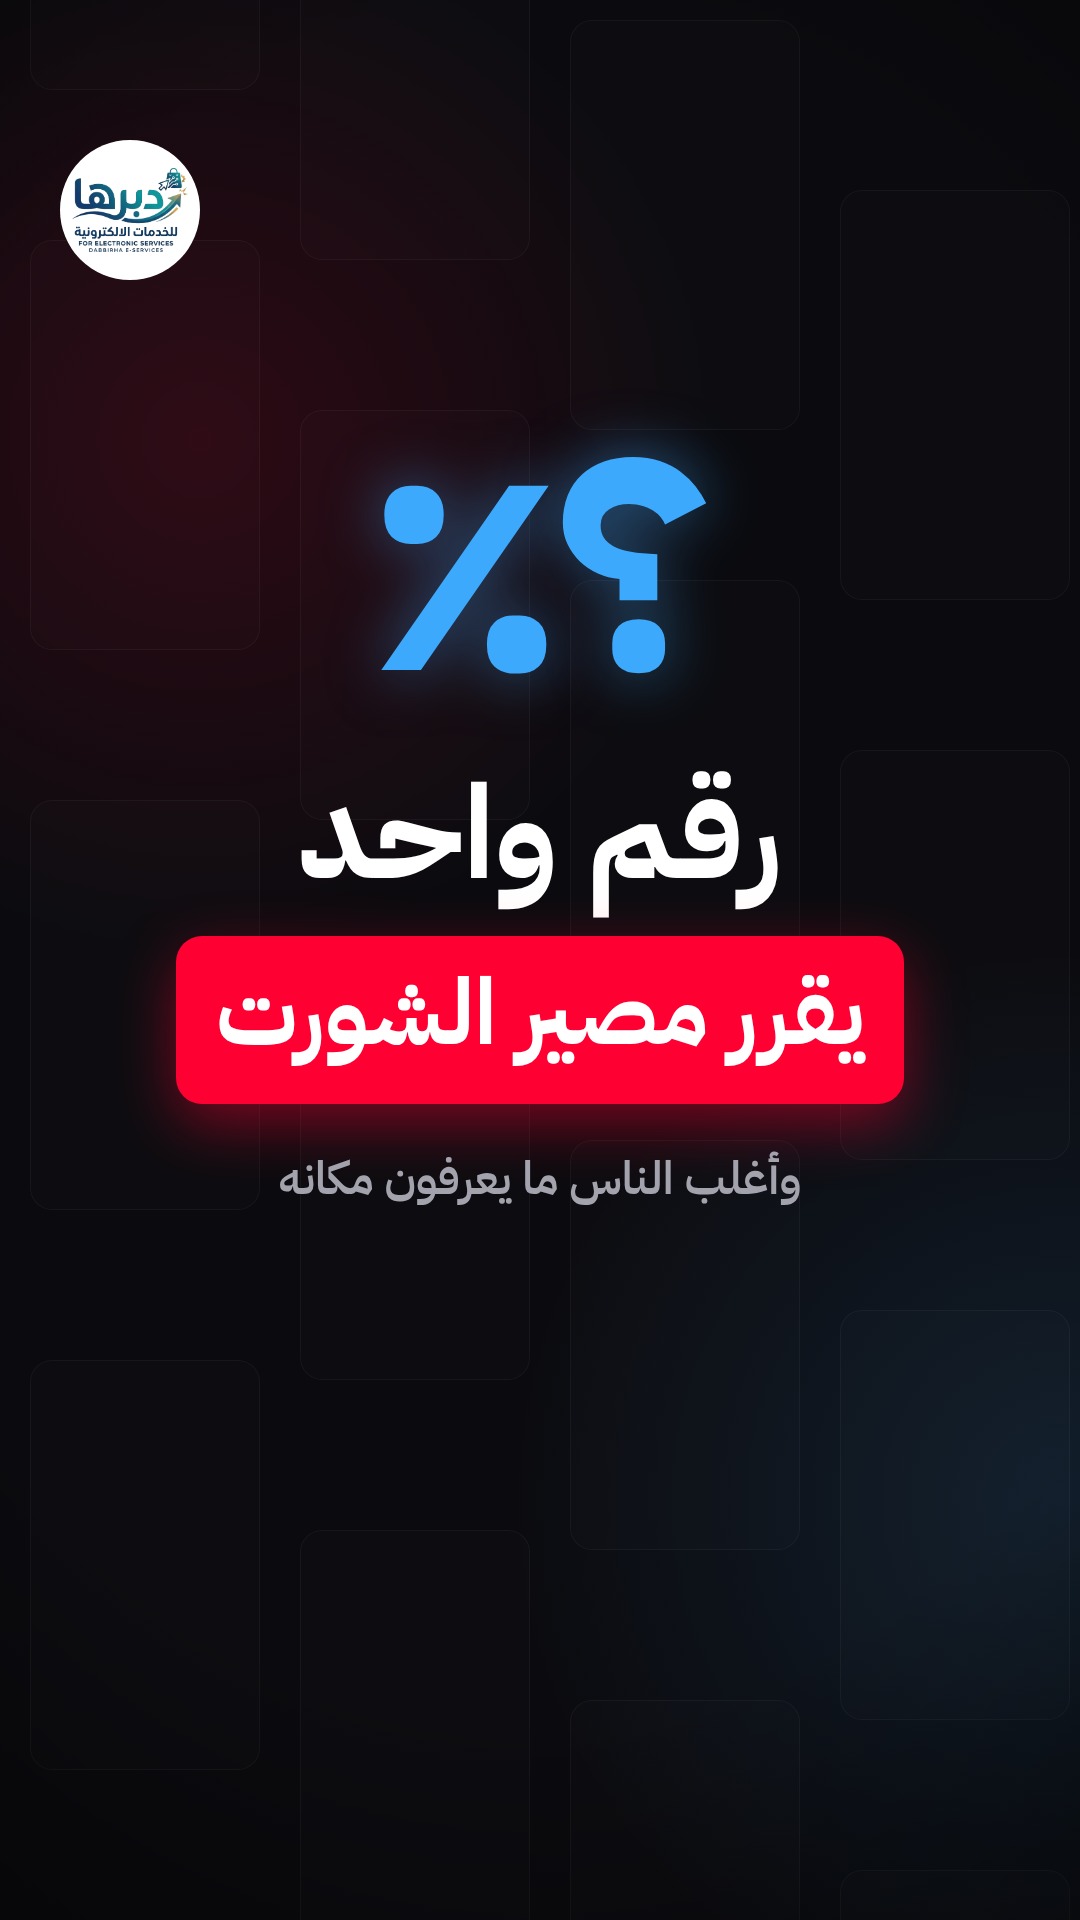 دبرها
للخدمات الالكترونية
FOR ELECTRONIC SERVICES
DABBIRHA E-SERVICES
؟٪
رقم واحد
يقرر مصير الشورت
وأغلب الناس ما يعرفون مكانه